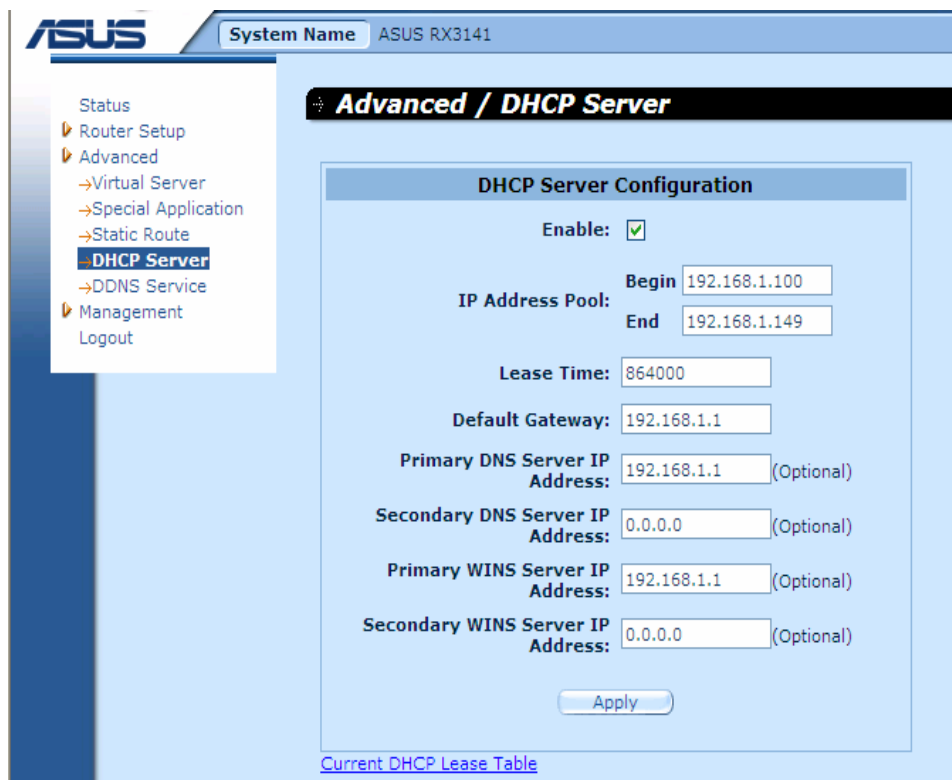 ASUS
System Name ASUS RX3141
Status
Router Setup
Advanced
→Virtual Server
→Special Application
→Static Route
→DHCP Server
→DDNS Service
Management
Logout
Advanced / DHCP Server
DHCP Server Configuration
Enable:
IP Address Pool:
Begin 192.168.1.100
End 192.168.1.149
Lease Time: 864000
Default Gateway: 192.168.1.1
Primary DNS Server IP
Address: 192.168.1.1 (Optional)
Secondary DNS Server IP
Address: 0.0.0.0 (Optional)
Primary WINS Server IP
Address: 192.168.1.1 (Optional)
Secondary WINS Server IP
Address: 0.0.0.0 (Optional)
Apply
Current DHCP Lease Table